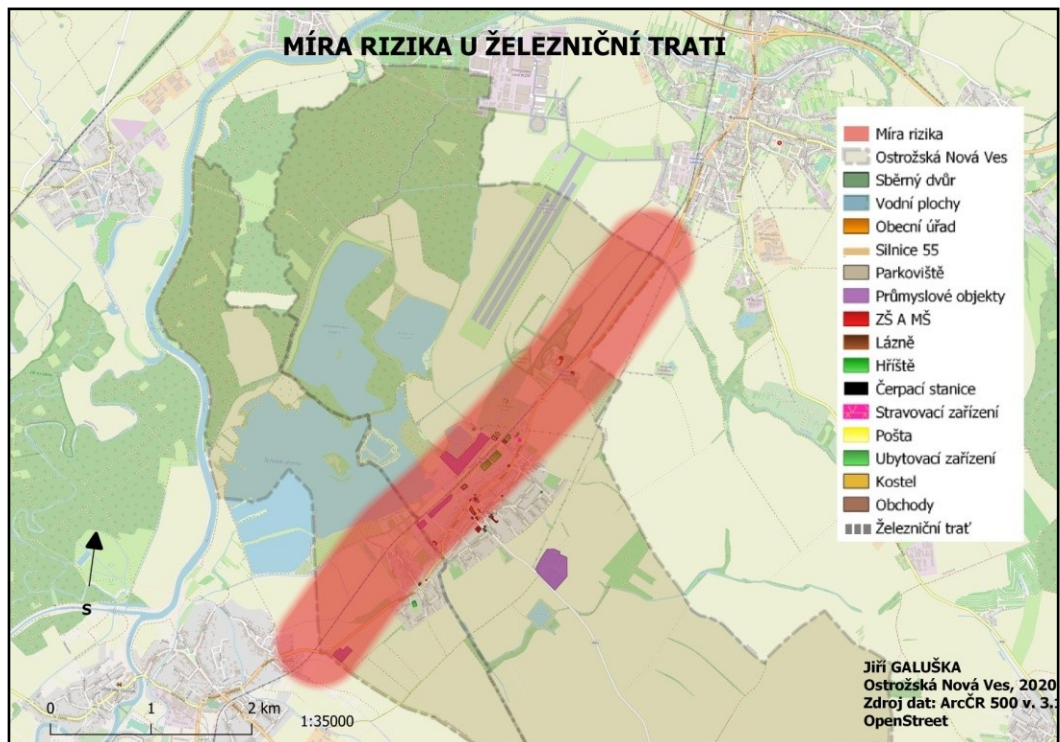 MÍRA RIZIKA U ŽELEZNIČNÍ TRATI
Míra rizika
Ostrožská Nová Ves
Sběrný dvůr
Vodní plochy
Obecní úřad
Silnice 55
Parkoviště
Průmyslové objekty
ZŠ A MŠ
Lázně
Hříště
Čerpací stanice
Stravovací zařízení
Pošta
Ubytovací zařízení
Kostel
Obchody
Železniční trať
S
0 1 2 km
1:35000
Jiří GALUŠKA
Ostrožská Nová Ves, 2020
Zdroj dat: ArcČR 500 v. 3.
OpenStreet